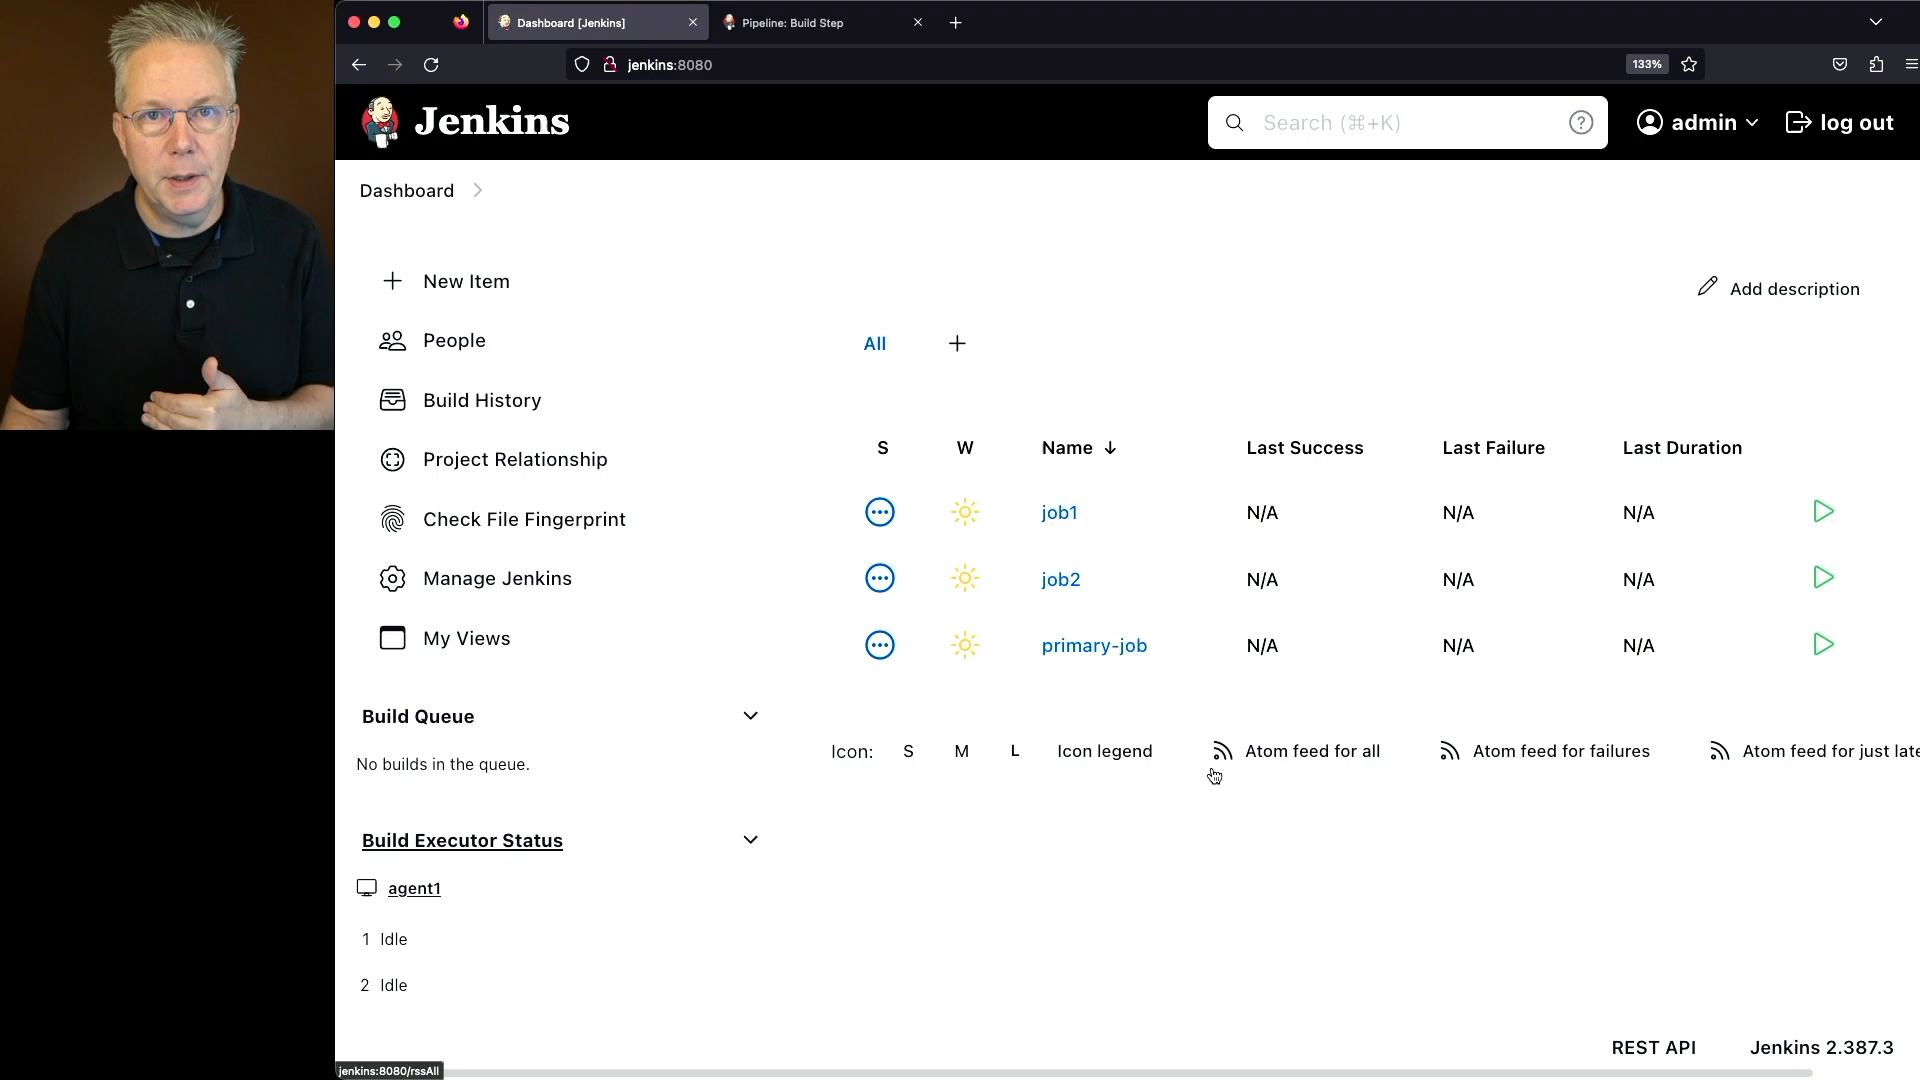 Dashboard [Jenkins]
Pipeline: Build Step
jenkins:8080
133%
Jenkins
Search (⌘+K)
admin
log out
Dashboard
New Item
People
Build History
Project Relationship
Check File Fingerprint
Manage Jenkins
My Views
Add description
All
S W Name ↓ Last Success Last Failure Last Duration
job1 N/A N/A N/A
job2 N/A N/A N/A
primary-job N/A N/A N/A
Icon: S M L Icon legend Atom feed for all Atom feed for failures Atom feed for just late
Build Queue
No builds in the queue.
Build Executor Status
agent1
1 Idle
2 Idle
REST API Jenkins 2.387.3
jenkins:8080/rssAll